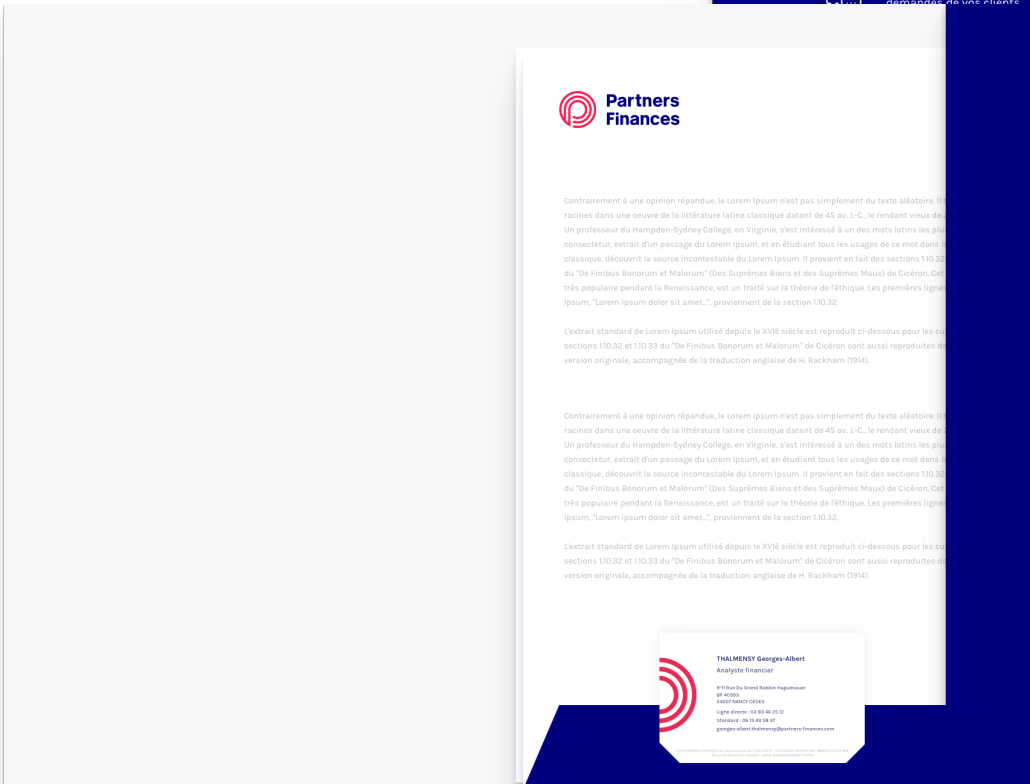 demandes de vos clients
Partners
Finances
Contrairement à une opinion répandue, le Lorem Ipsum n'est pas simplement du texte aléatoire. Il
racines dans une oeuvre de la littérature latine classique datant de 45 av. J.-C., le rendant vieux de
Un professeur du Hampden-Sydney College, en Virginie, s'est intéressé à un des mots latins les plu
consectetur, extrait d'un passage du Lorem Ipsum, et en étudiant tous les usages de ce mot dans
classique, découvrit la source incontestable du Lorem Ipsum. Il provient en fait des sections 1.10.32
du "De Finibus Bonorum et Malorum" (Des Suprêmes Biens et des Suprêmes Maux) de Cicéron. Cet
très populaire pendant la Renaissance, est un traité sur la théorie de l'éthique. Les premières lignes
Ipsum, "Lorem ipsum dolor sit amet...", proviennent de la section 1.10.32.
L'extrait standard de Lorem Ipsum utilisé depuis le XVIè siècle est reproduit ci-dessous pour les cu
sections 1.10.32 et 1.10.33 du "De Finibus Bonorum et Malorum" de Cicéron sont aussi reproduites da
version originale, accompagnée de la traduction anglaise de H. Rackham (1914).
Contrairement à une opinion répandue, le Lorem Ipsum n'est pas simplement du texte aléatoire. Il
racines dans une oeuvre de la littérature latine classique datant de 45 av. J.-C., le rendant vieux de
Un professeur du Hampden-Sydney College, en Virginie, s'est intéressé à un des mots latins les plu
consectetur, extrait d'un passage du Lorem Ipsum, et en étudiant tous les usages de ce mot dans
classique, découvrit la source incontestable du Lorem Ipsum. Il provient en fait des sections 1.10.32
du "De Finibus Bonorum et Malorum" (Des Suprêmes Biens et des Suprêmes Maux) de Cicéron. Cet
très populaire pendant la Renaissance, est un traité sur la théorie de l'éthique. Les premières lignes
Ipsum, "Lorem ipsum dolor sit amet...", proviennent de la section 1.10.32.
L'extrait standard de Lorem Ipsum utilisé depuis le XVIè siècle est reproduit ci-dessous pour les cu
sections 1.10.32 et 1.10.33 du "De Finibus Bonorum et Malorum" de Cicéron sont aussi reproduites da
version originale, accompagnée de la traduction anglaise de H. Rackham (1914).
THALMENSY Georges-Albert
Analyste financier
9-11 Rue Du Grand Rabbin Haguenauer
BP 40393
54007 NANCY CEDEX
Ligne directe : 03 83 46 25 12
Standard : 06 13 49 58 37
georges-albert.thalmensy@partners-finances.com